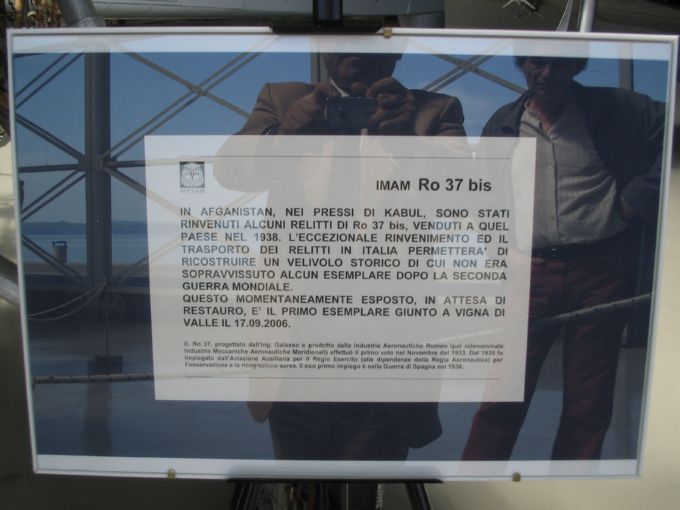 MVSAM
IMAM Ro 37 bis
IN AFGANISTAN, NEI PRESSI DI KABUL, SONO STATI
RINVENUTI ALCUNI RELITTI DI Ro 37 bis, VENDUTI A QUEL
PAESE NEL 1938. L'ECCEZIONALE RINVENIMENTO ED IL
TRASPORTO DEI RELITTI IN ITALIA PERMETTERA' DI
RICOSTRUIRE UN VELIVOLO STORICO DI CUI NON ERA
SOPRAVVISSUTO ALCUN ESEMPLARE DOPO LA SECONDA
GUERRA MONDIALE.
QUESTO MOMENTANEAMENTE ESPOSTO, IN ATTESA DI
RESTAURO, E' IL PRIMO ESEMPLARE GIUNTO A VIGNA DI
VALLE IL 17.09.2006.
IL Ro 37, progettato dall'ing. Galasso e prodotto dalle Industrie Aeronautiche Romeo (poi ridenominate
Industrie Meccaniche Aeronautiche Meridionali) effettuò il primo volo nel Novembre del 1933. Dal 1935 fo
impiegato dall'Aviazione Ausiliaria per il Regio Esercito (alle dipendenze della Regia Aeronautica) per
l'osservazione e la ricognizione aerea. Il suo primo impiego è nella Guerra di Spagna nel 1936.